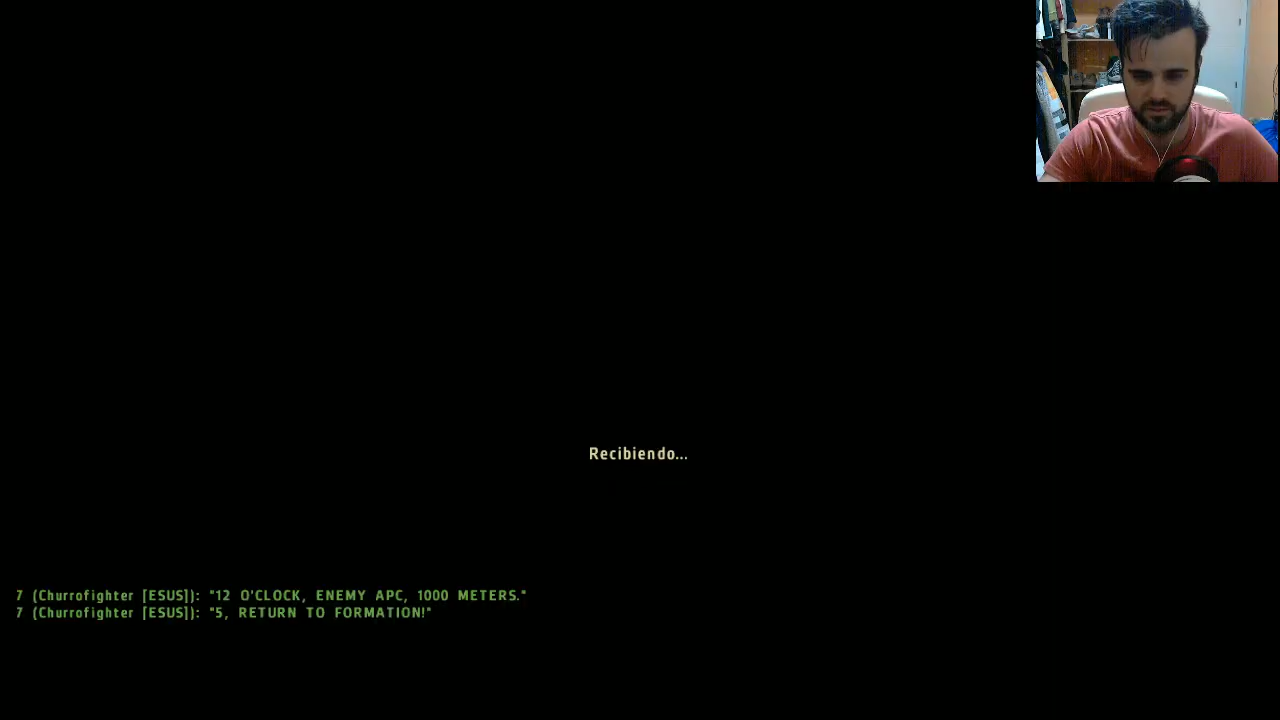 Recibiendo...
7 (Churrofighter [ESUS]): "12 O'CLOCK, ENEMY APC, 1000 METERS."
7 (Churrofighter [ESUS]): "5, RETURN TO FORMATION!"